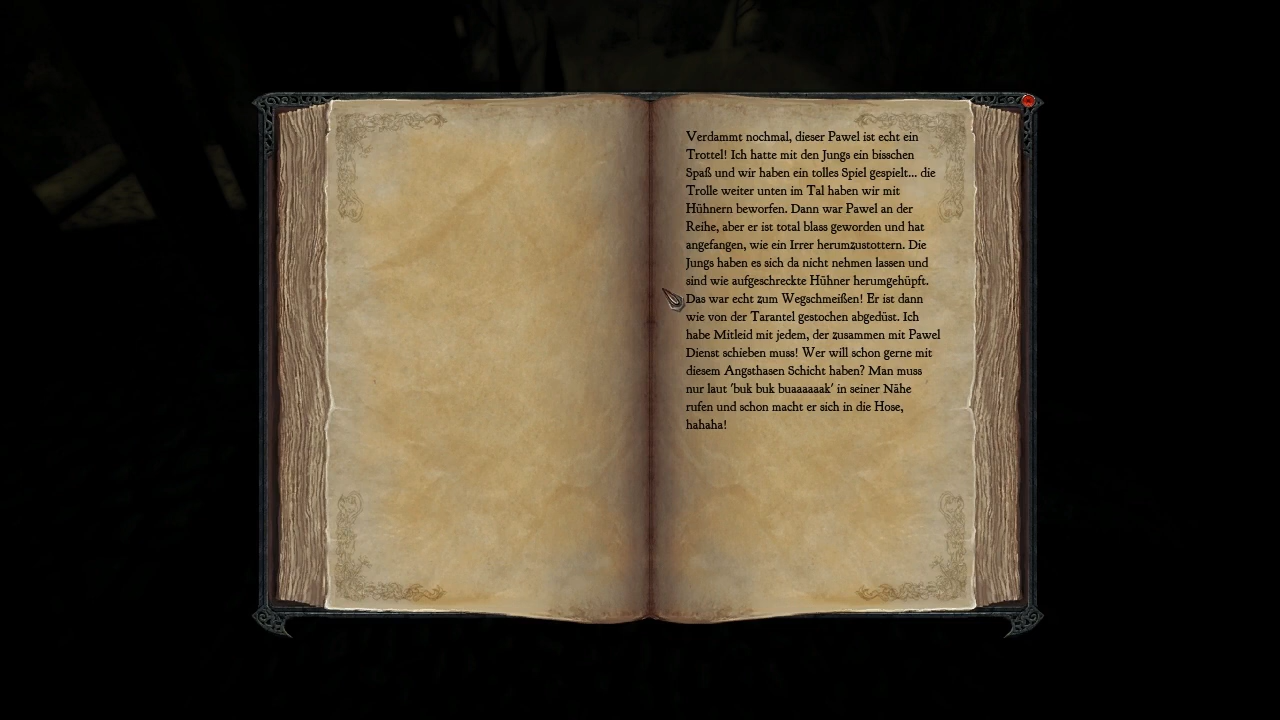 Verdammt nochmal, dieser Pawel ist echt ein
Trottel! Ich hatte mit den Jungs ein bisschen
Spaß und wir haben ein tolles Spiel gespielt... die
Trolle weiter unten im Tal haben wir mit
Hühnern beworfen. Dann war Pawel an der
Reihe, aber er ist total blass geworden und hat
angefangen, wie ein Irrer herumzustottern. Die
Jungs haben es sich da nicht nehmen lassen und
sind wie aufgeschreckte Hühner herumgehüpft.
Das war echt zum Wegschmeißen! Er ist dann
wie von der Tarantel gestochen abgedüst. Ich
habe Mitleid mit jedem, der zusammen mit Pawel
Dienst schieben muss! Wer will schon gerne mit
diesem Angsthasen Schicht haben? Man muss
nur laut 'buk buk buaaaaaak' in seiner Nähe
rufen und schon macht er sich in die Hose,
hahaha!